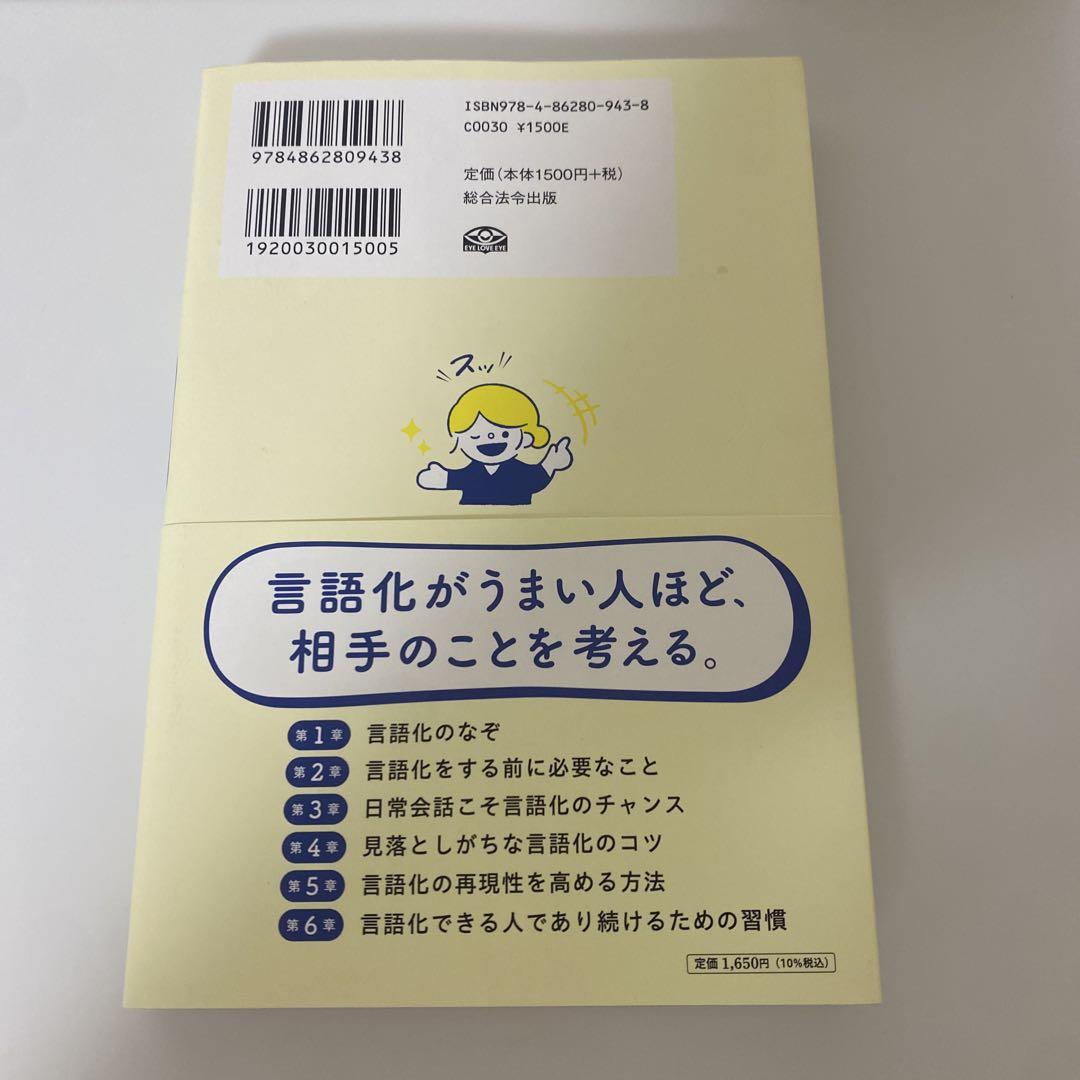 ISBN978-4-86280-943-8
C0030 ¥1500E
9784862809438
定価(本体1500円+税)
総合法令出版
1920030015005
EYE LOVE EYE
スッ
言語化がうまい人ほど、
相手のことを考える。
第1章 言語化のなぞ
第2章 言語化をする前に必要なこと
第3章 日常会話こそ言語化のチャンス
第4章 見落としがちな言語化のコツ
第5章 言語化の再現性を高める方法
第6章 言語化できる人であり続けるための習慣
定価1,650円(10%税込)